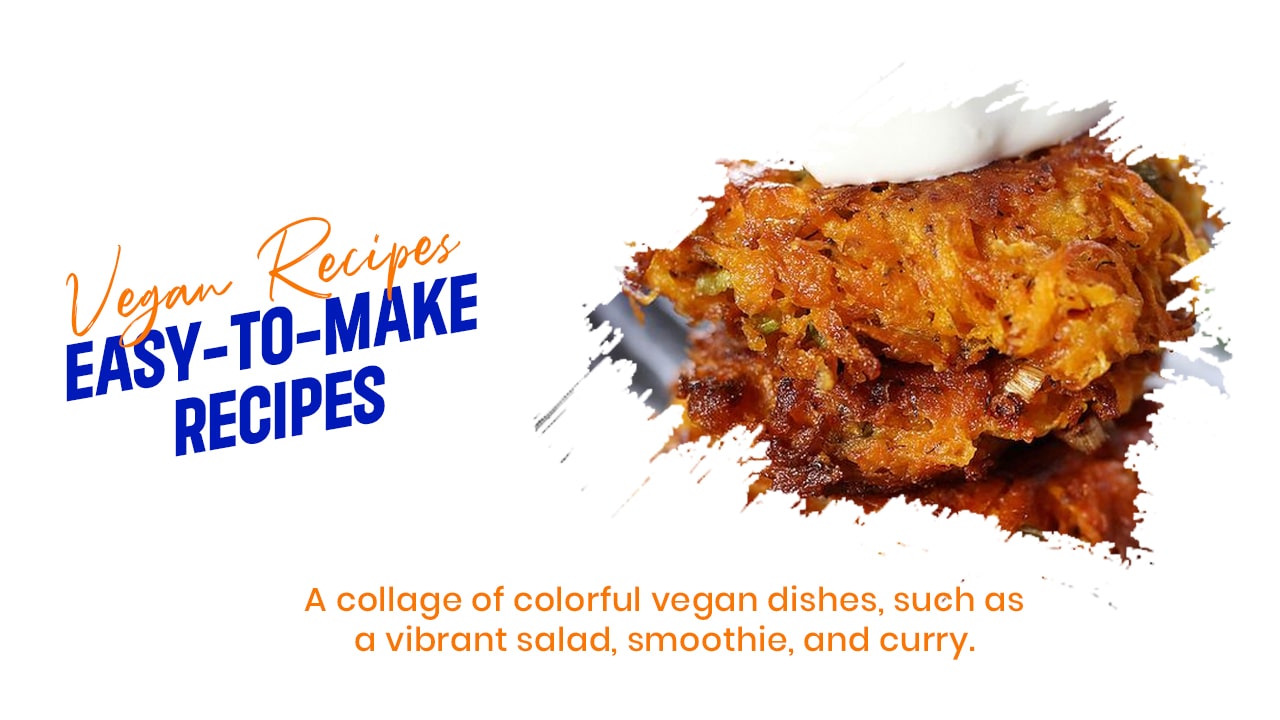 Vegan Recipes
EASY-TO-MAKE
RECIPES
A collage of colorful vegan dishes, such as
a vibrant salad, smoothie, and curry.